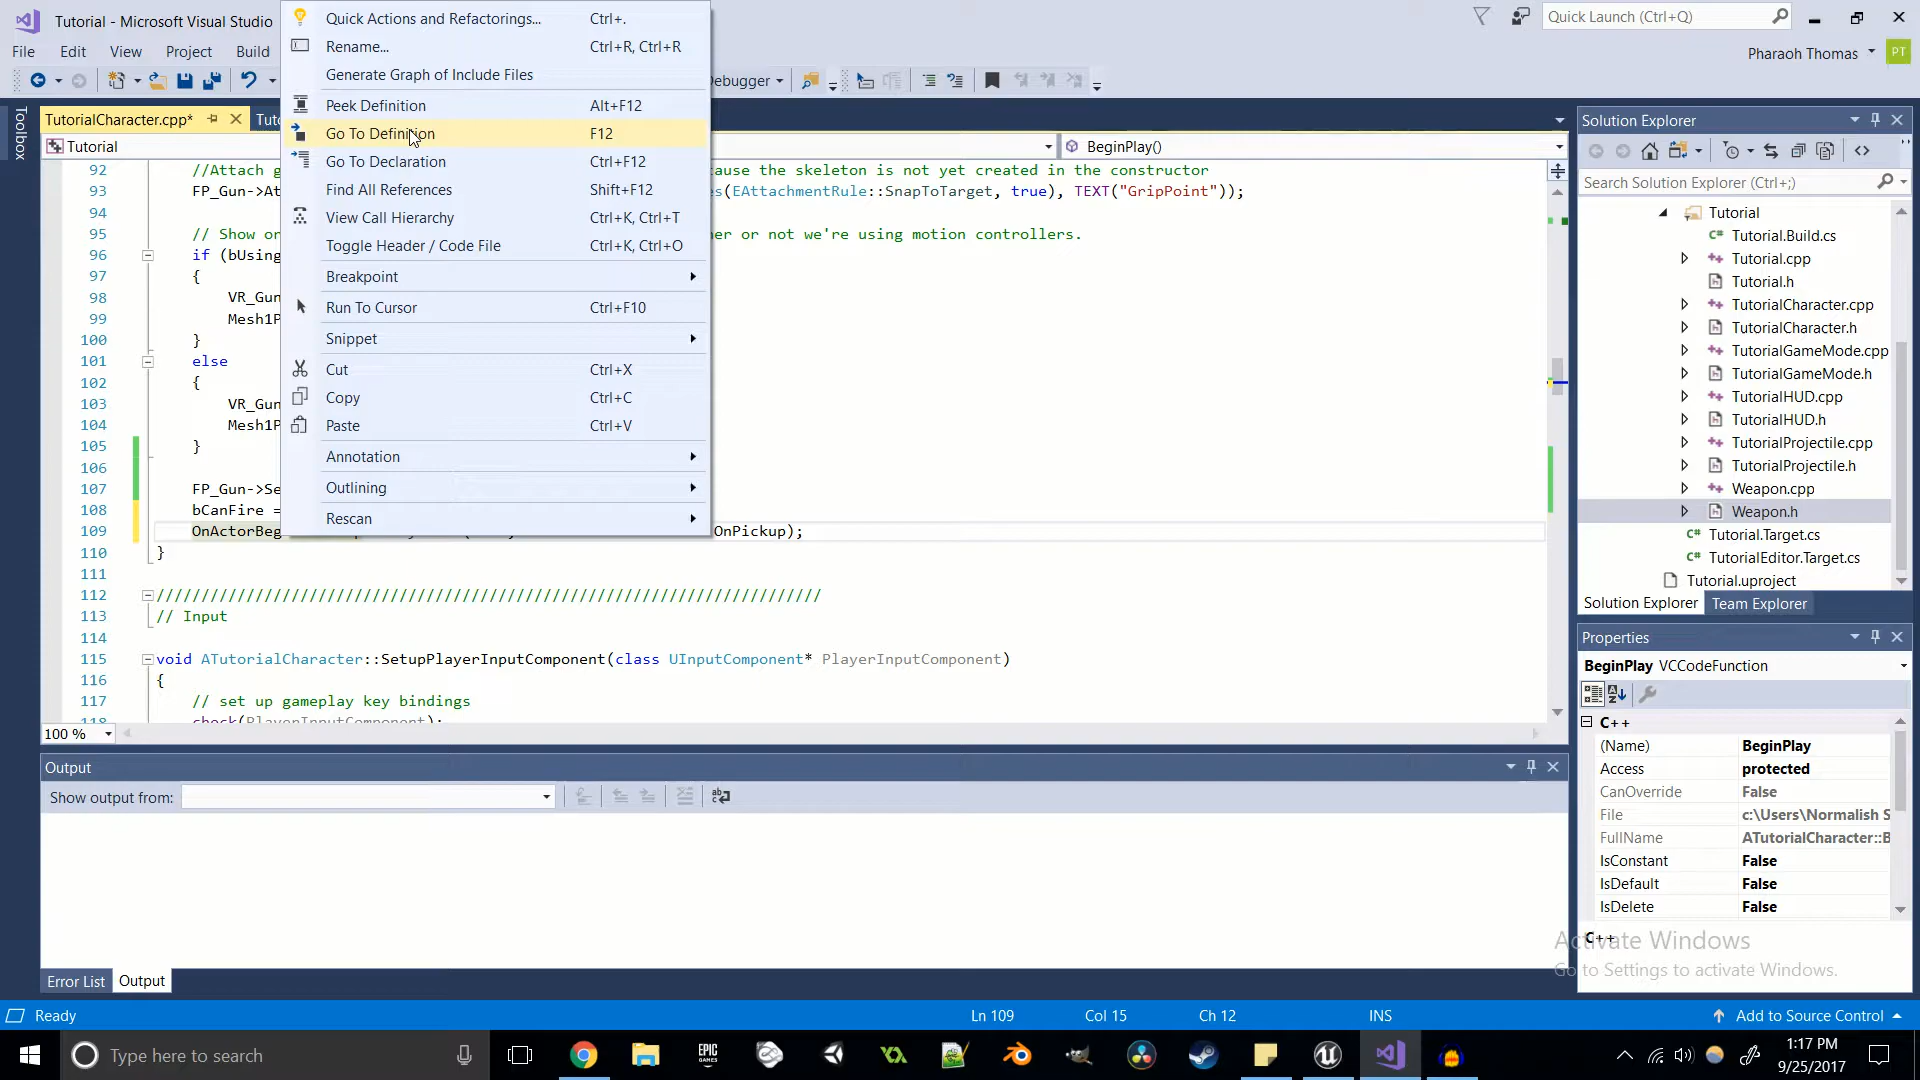 Tutorial - Microsoft Visual Studio
Quick Launch (Ctrl+Q)
File Edit View Project Build
Pharaoh Thomas
PT
Debugger
Quick Actions and Refactorings... Ctrl+.
Rename... Ctrl+R, Ctrl+R
Generate Graph of Include Files
Peek Definition Alt+F12
Go To Definition F12
Go To Declaration Ctrl+F12
Find All References Shift+F12
View Call Hierarchy Ctrl+K, Ctrl+T
Toggle Header / Code File Ctrl+K, Ctrl+O
Breakpoint
Run To Cursor Ctrl+F10
Snippet
Cut Ctrl+X
Copy Ctrl+C
Paste Ctrl+V
Annotation
Outlining
Rescan
Toolbox
TutorialCharacter.cpp* Tuto
Tutorial
BeginPlay()
92 //Attach g cause the skeleton is not yet created in the constructor
93 FP_Gun->At s(EAttachmentRule::SnapToTarget, true), TEXT("GripPoint"));
94
95 // Show or er or not we're using motion controllers.
96 if (bUsing
97 {
98 VR_Gun
99 Mesh1P
100 }
101 else
102 {
103 VR_Gun
104 Mesh1P
105 }
106
107 FP_Gun->Se
108 bCanFire =
109 OnActorBeg OnPickup);
110 }
111
112 //////////////////////////////////////////////////////////////////////////
113 // Input
114
115 void ATutorialCharacter::SetupPlayerInputComponent(class UInputComponent* PlayerInputComponent)
116 {
117 // set up gameplay key bindings
118 check(PlayerInputComponent);
100 %
Output
Show output from:
Error List Output
Solution Explorer
Search Solution Explorer (Ctrl+;)
Tutorial
Tutorial.Build.cs
Tutorial.cpp
Tutorial.h
TutorialCharacter.cpp
TutorialCharacter.h
TutorialGameMode.cpp
TutorialGameMode.h
TutorialHUD.cpp
TutorialHUD.h
TutorialProjectile.cpp
TutorialProjectile.h
Weapon.cpp
Weapon.h
Tutorial.Target.cs
TutorialEditor.Target.cs
Tutorial.uproject
Solution Explorer Team Explorer
Properties
BeginPlay VCCodeFunction
C++
(Name) BeginPlay
Access protected
CanOverride False
File c:\Users\Normalish S
FullName ATutorialCharacter::B
IsConstant False
IsDefault False
IsDelete False
C++
Activate Windows
Go to Settings to activate Windows.
Ready Ln 109 Col 15 Ch 12 INS Add to Source Control
Type here to search
EPIC
GAMES
1:17 PM
9/25/2017